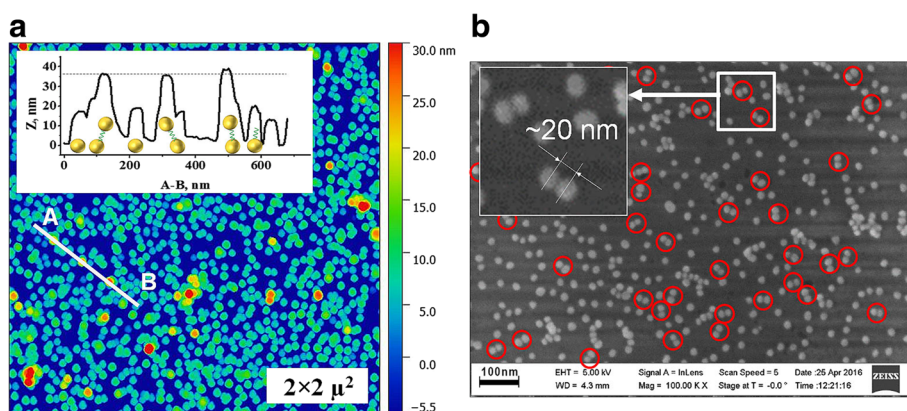 a
b
30.0 nm
25.0
20.0
15.0
10.0
5.0
0.0
−5.5
Z, nm
40
30
20
10
0
0 200 400 600
A-B, nm
A
B
2×2 μ²
~20 nm
100nm
EHT = 5.00 kV Signal A = InLens Scan Speed = 5 Date :25 Apr 2016
WD = 4.3 mm Mag = 100.00 K X Stage at T = -0.0 ° Time :12:21:16
ZEISS